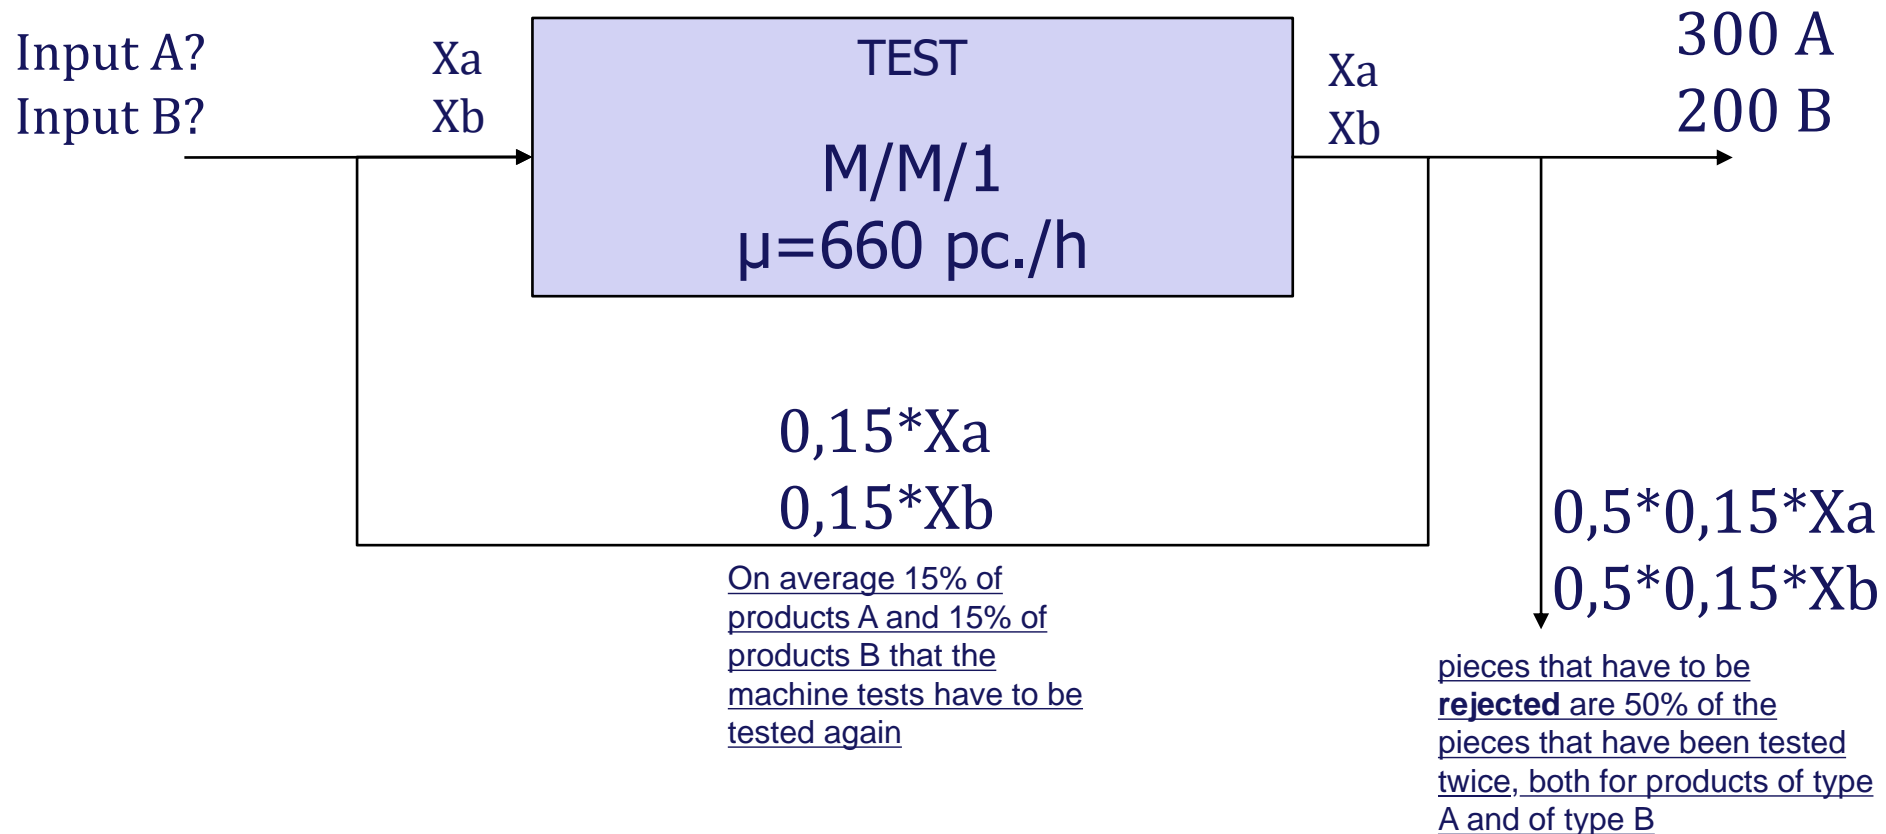 Input A?
Input B?
Xa
Xb
TEST
M/M/1
µ=660 pc./h
Xa
Xb
300 A
200 B
0,15*Xa
0,15*Xb
On average 15% of
products A and 15% of
products B that the
machine tests have to be
tested again
0,5*0,15*Xa
0,5*0,15*Xb
pieces that have to be
rejected are 50% of the
pieces that have been tested
twice, both for products of type
A and of type B